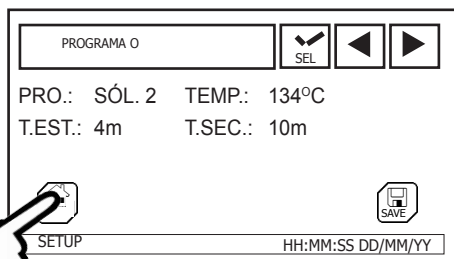 PROGRAMA O
SEL
PRO.: SÓL. 2 TEMP.: 134ºC
T.EST.: 4m T.SEC.: 10m
SAVE
SETUP HH:MM:SS DD/MM/YY